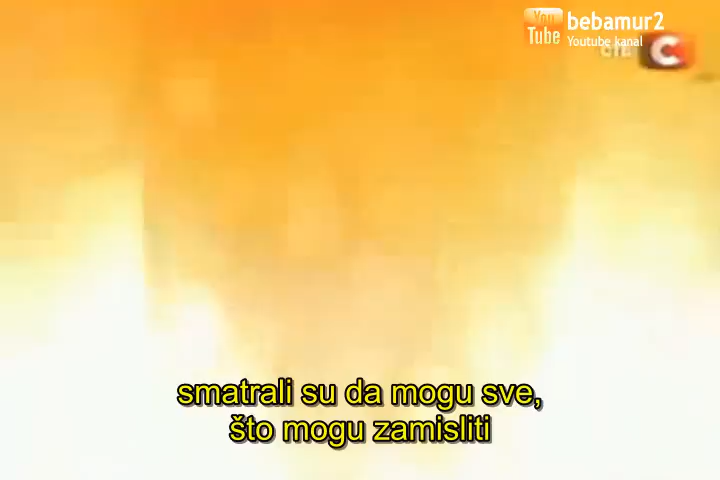 You
Tube
bebamur2
Youtube kanal
C
smatrali su da mogu sve,
što mogu zamisliti